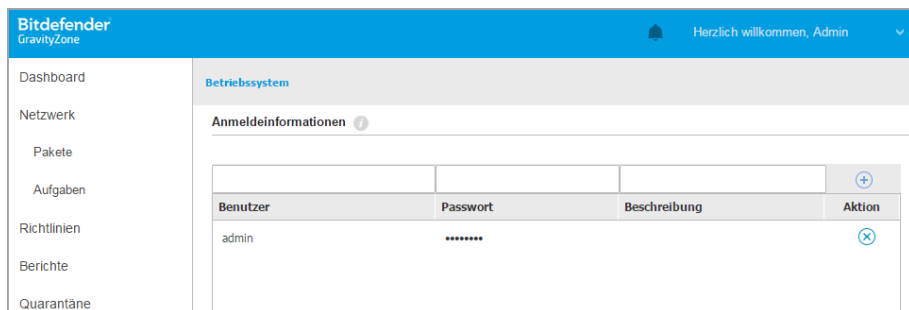 Bitdefender
GravityZone
Herzlich willkommen, Admin
Dashboard
Netzwerk
Pakete
Aufgaben
Richtlinien
Berichte
Quarantäne
Betriebssystem
Anmeldeinformationen
Benutzer Passwort Beschreibung Aktion
admin ••••••••